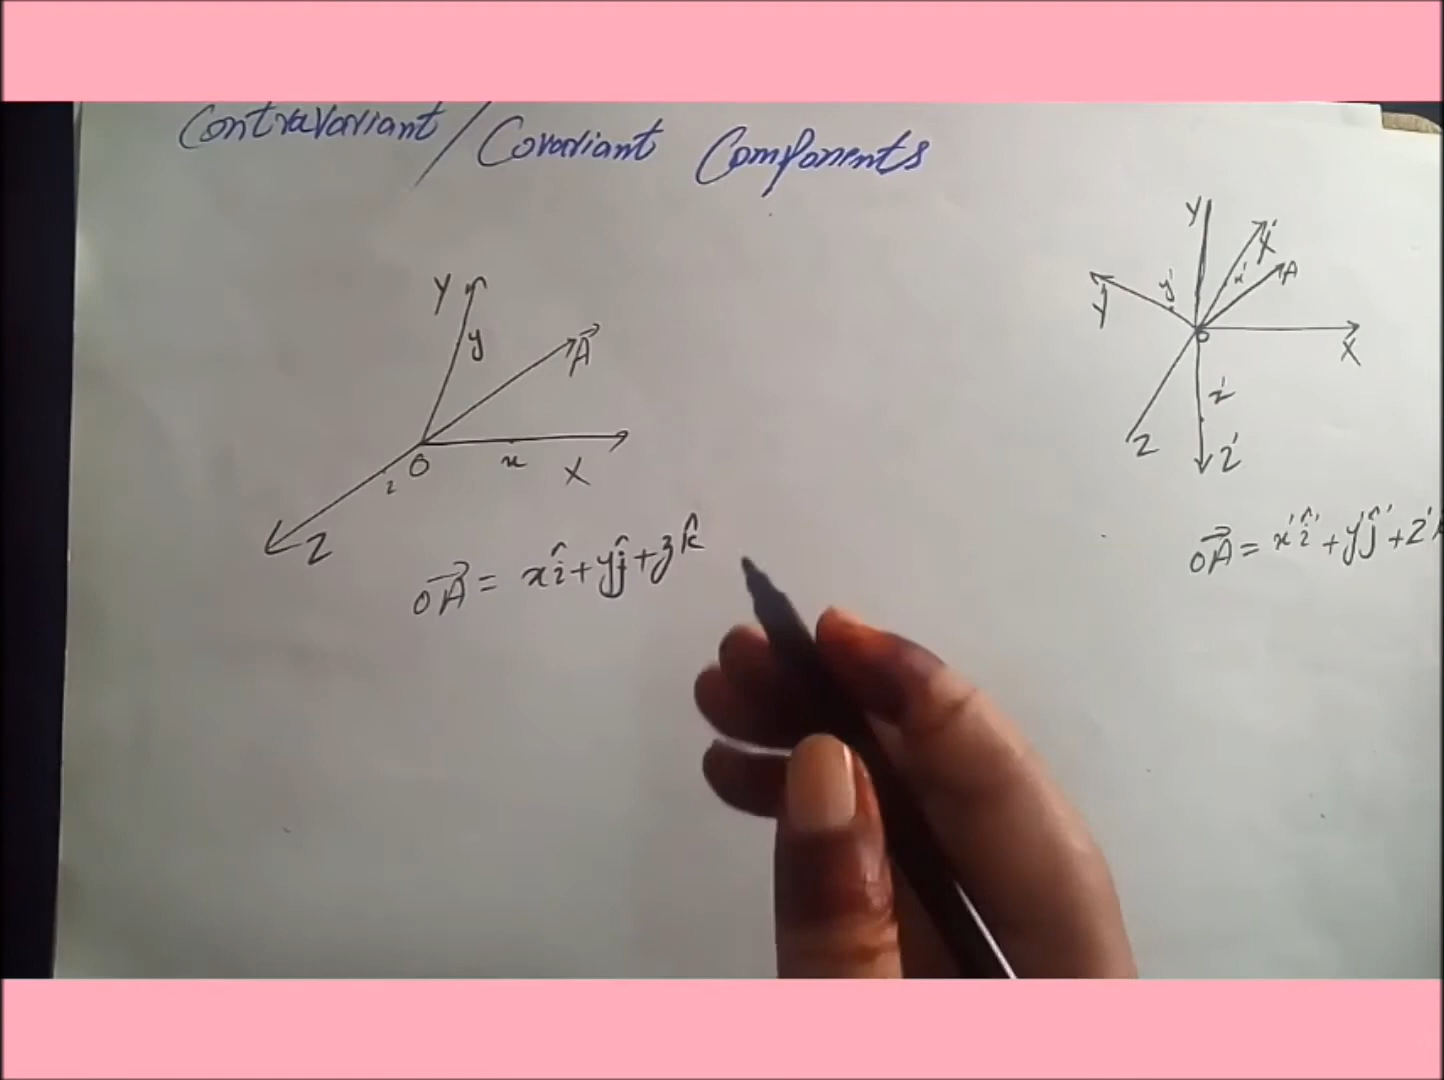 Contravariant/Covariant Components
Y
y
A⃗
O
x
X
z
Z
OA⃗ = xî+yĵ+zk̂
Y
X'
x'
A
y'
Y'
O
X
z'
Z
Z'
OA⃗ = x'î'+y'ĵ'+z'